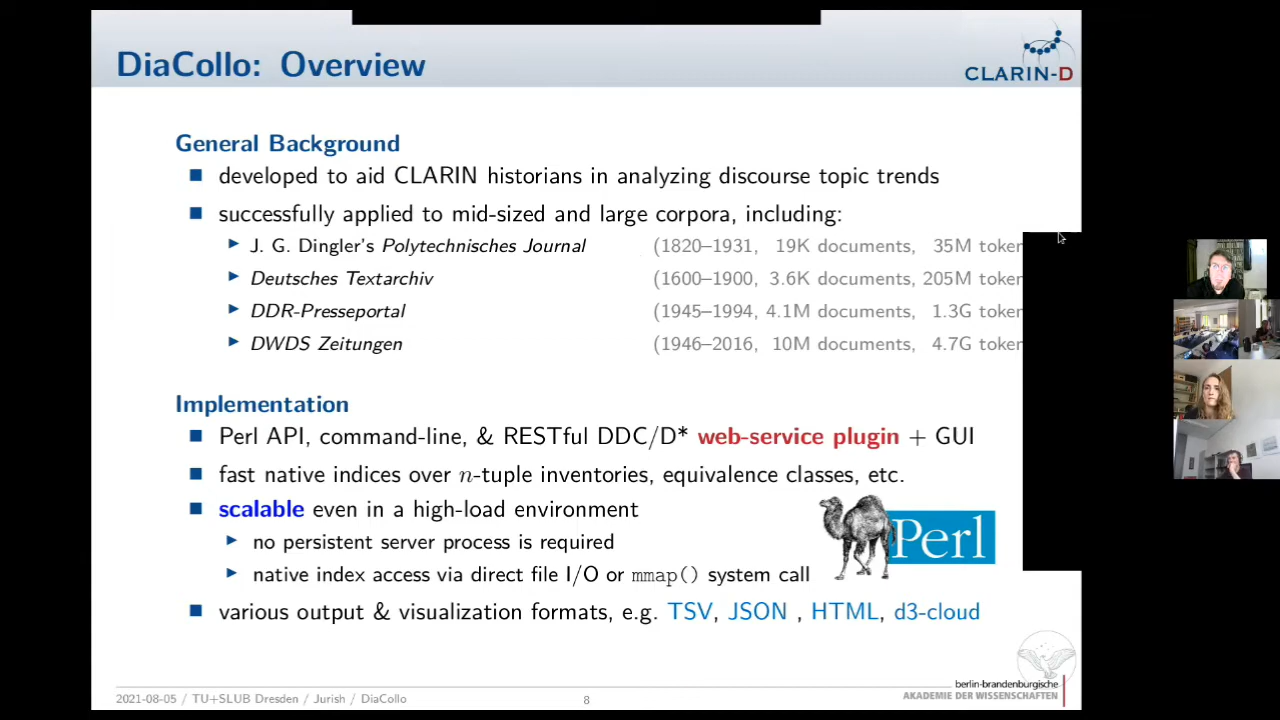 DiaCollo: Overview
CLARIN-D
General Background
developed to aid CLARIN historians in analyzing discourse topic trends
successfully applied to mid-sized and large corpora, including:
J. G. Dingler's Polytechnisches Journal (1820–1931, 19K documents, 35M token
Deutsches Textarchiv (1600–1900, 3.6K documents, 205M token
DDR-Presseportal (1945–1994, 4.1M documents, 1.3G token
DWDS Zeitungen (1946–2016, 10M documents, 4.7G token
Implementation
Perl API, command-line, & RESTful DDC/D* web-service plugin + GUI
fast native indices over n-tuple inventories, equivalence classes, etc.
scalable even in a high-load environment
no persistent server process is required
native index access via direct file I/O or mmap() system call
Perl
various output & visualization formats, e.g. TSV, JSON , HTML, d3-cloud
berlin-brandenburgische
AKADEMIE DER WISSENSCHAFTEN
2021-08-05 / TU+SLUB Dresden / Jurish / DiaCollo
8